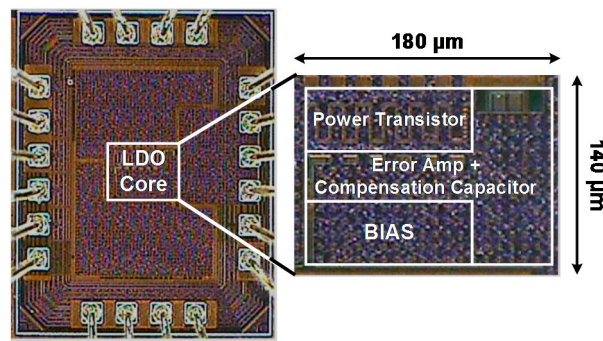 180 µm
Power Transistor
LDO
Core
Error Amp +
Compensation Capacitor
BIAS
140 µm